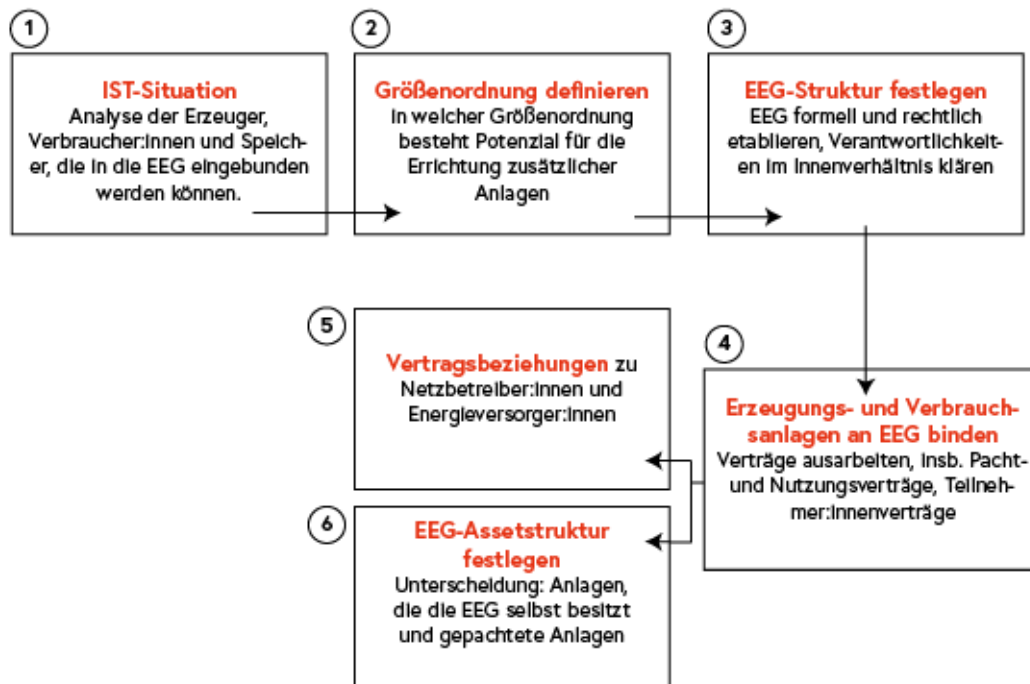 1
IST-Situation
Analyse der Erzeuger,
Verbraucher:innen und Speich-
er, die in die EEG eingebunden
werden können.
2
Größenordnung definieren
In welcher Größenordnung
besteht Potenzial für die
Errichtung zusätzlicher
Anlagen
3
EEG-Struktur festlegen
EEG formell und rechtlich
etablieren, Verantwortlichkeit-
en im Innenverhältnis klären
4
Erzeugungs- und Verbrauch-
sanlagen an EEG binden
Verträge ausarbeiten, insb. Pacht-
und Nutzungsverträge, Teilneh-
mer:innenverträge
5
Vertragsbeziehungen zu
Netzbetreiber:innen und
Energieversorger:innen
6
EEG-Assetstruktur
festlegen
Unterscheidung: Anlagen,
die die EEG selbst besitzt
und gepachtete Anlagen